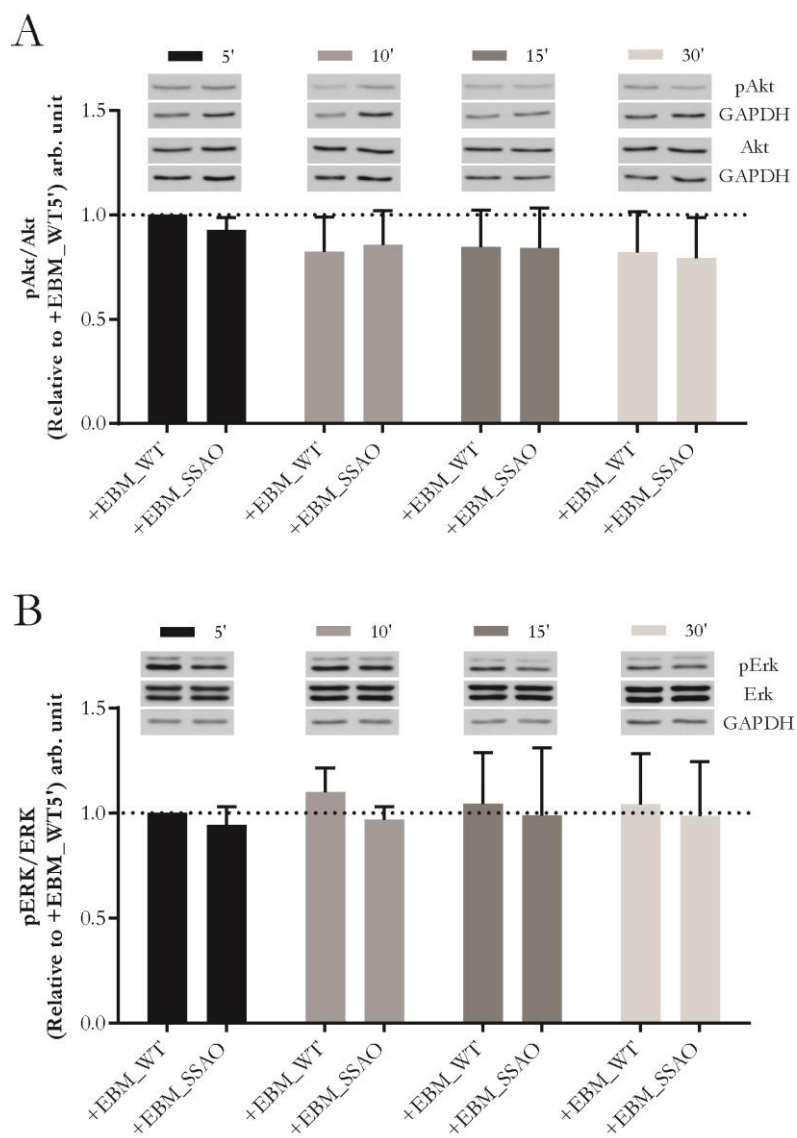 A
5' 10' 15' 30'
pAkt
GAPDH
Akt
GAPDH
pAkt/Akt
(Relative to +EBM_WT5') arb. unit
1.5
1.0
0.5
0.0
+EBM_WT
+EBM_SSAO
+EBM_WT
+EBM_SSAO
+EBM_WT
+EBM_SSAO
+EBM_WT
+EBM_SSAO
B
5' 10' 15' 30'
pErk
Erk
GAPDH
pERK/ERK
(Relative to +EBM_WT5') arb. unit
1.5
1.0
0.5
0.0
+EBM_WT
+EBM_SSAO
+EBM_WT
+EBM_SSAO
+EBM_WT
+EBM_SSAO
+EBM_WT
+EBM_SSAO